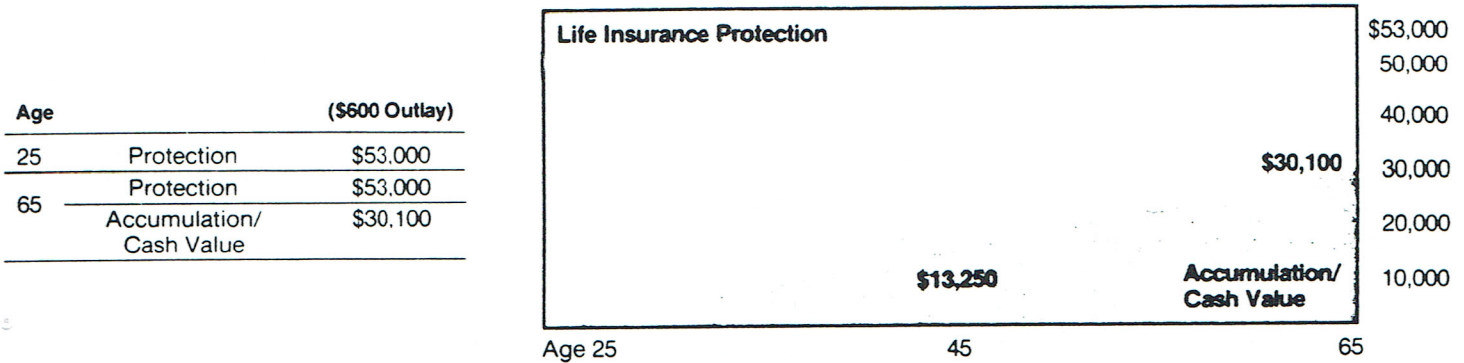 Age ($600 Outlay)
25 Protection $53,000
65 Protection $53,000
Accumulation/ $30,100
Cash Value
Life Insurance Protection
$53,000
50,000
40,000
$30,100 30,000
20,000
$13,250 Accumulation/ 10,000
Cash Value
Age 25 45 65